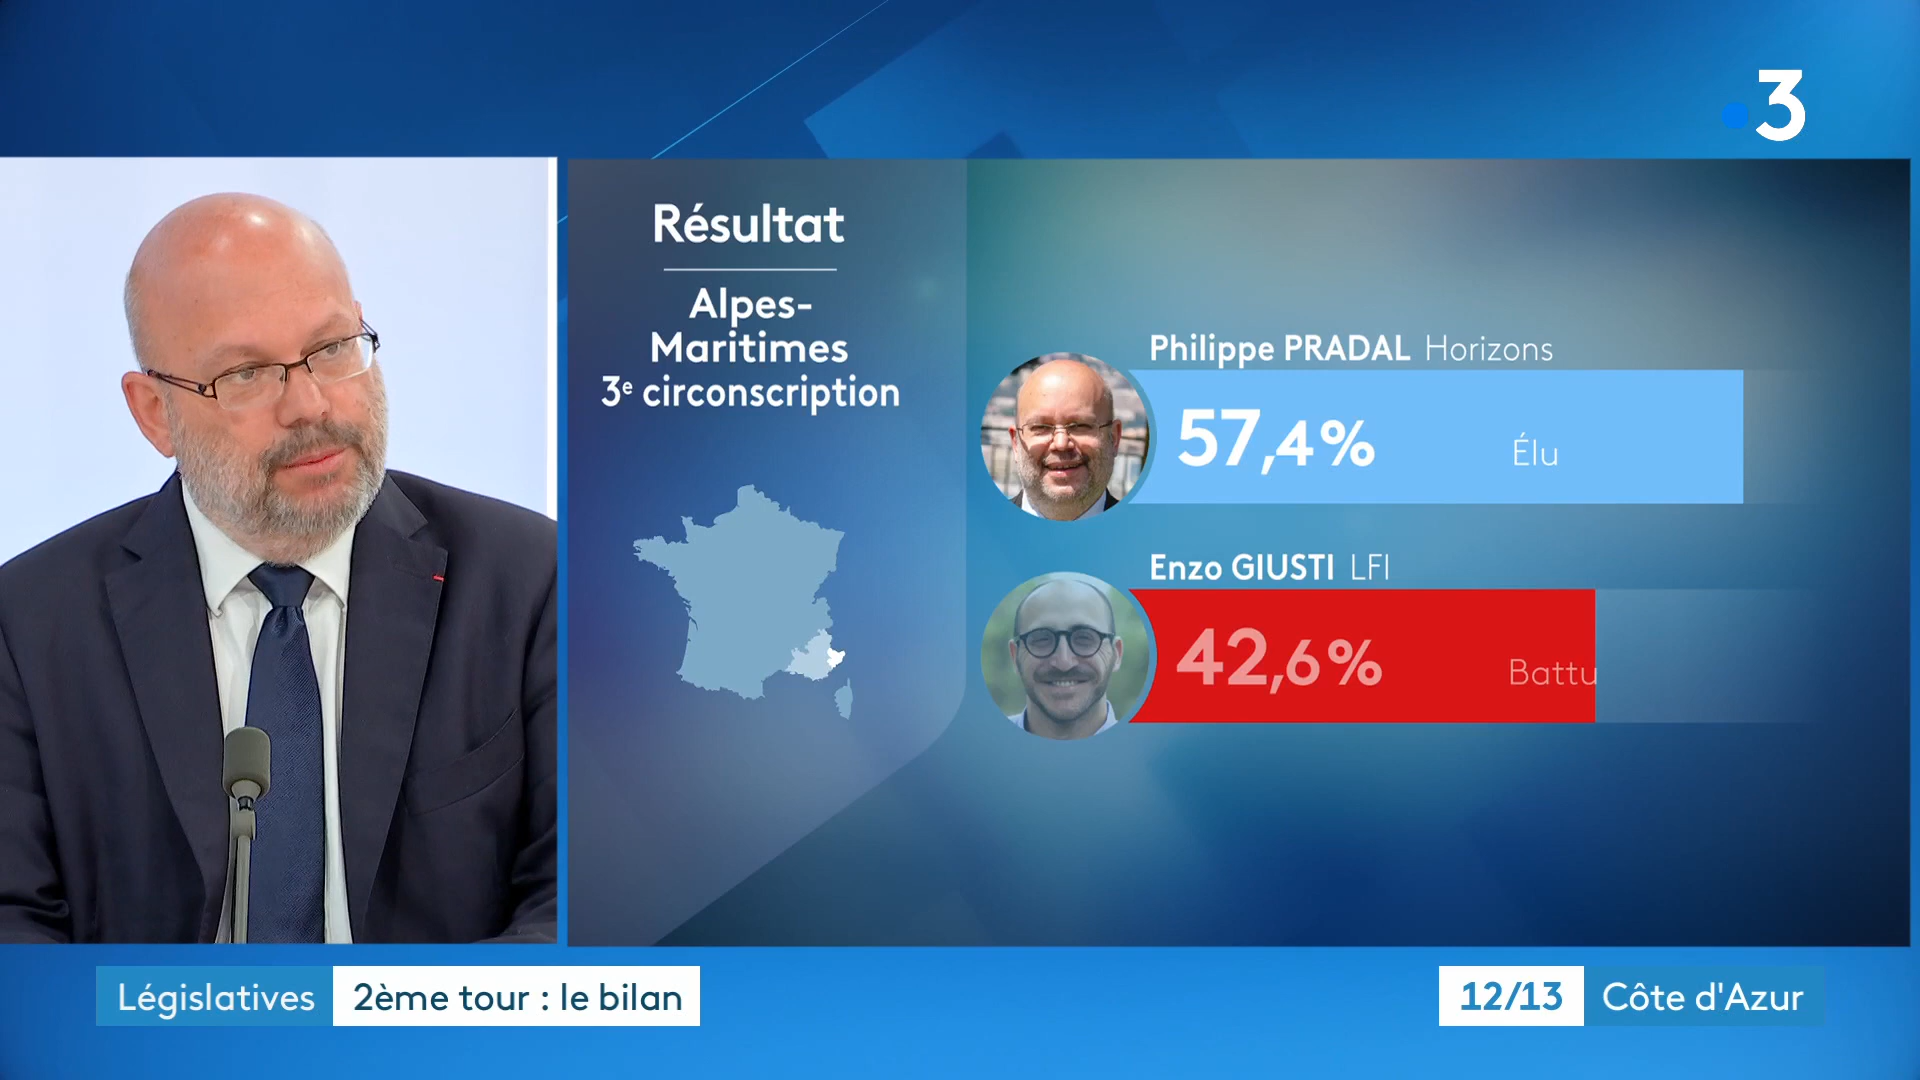 3
Résultat
Alpes-
Maritimes
3e circonscription
Philippe PRADAL Horizons
57,4% Élu
Enzo GIUSTI LFI
42,6% Battu
Législatives 2ème tour : le bilan
12/13 Côte d'Azur